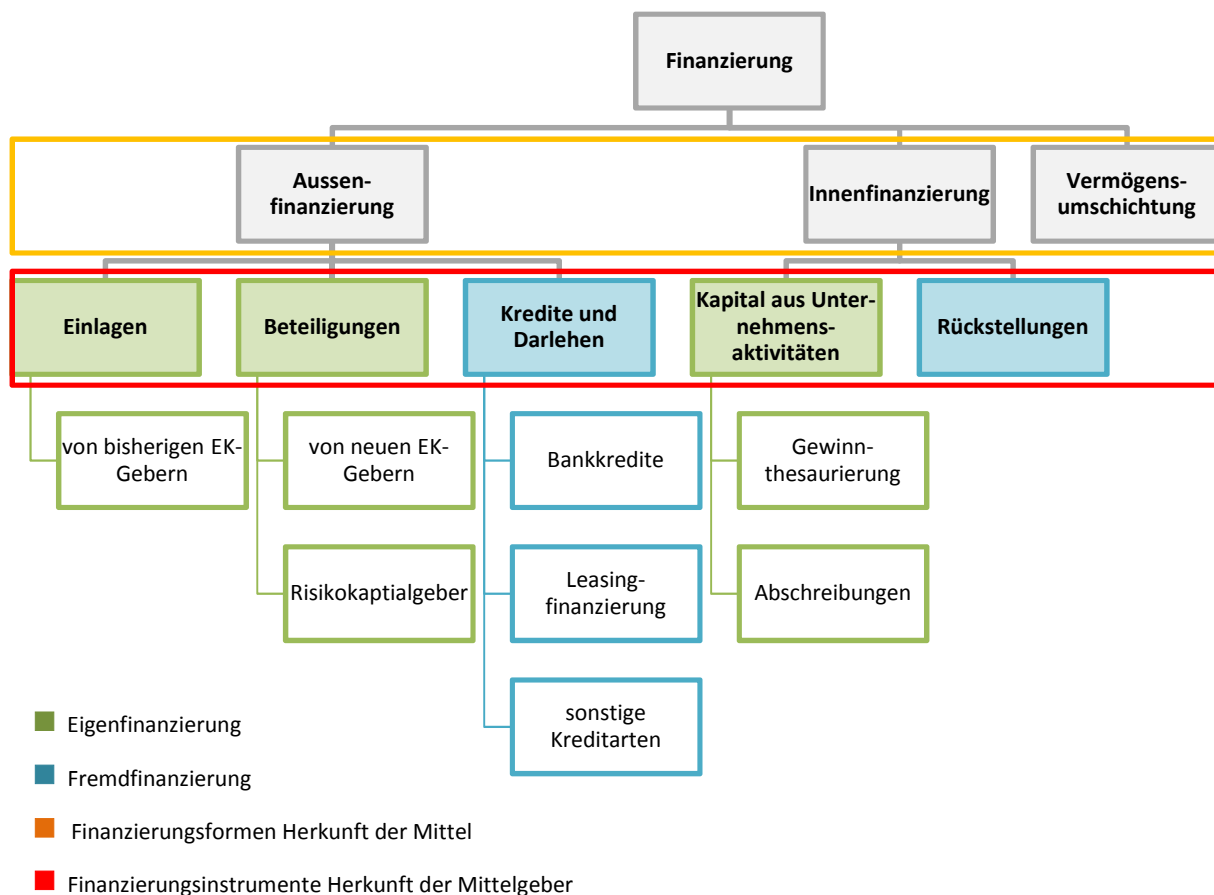 Finanzierung
Aussen-
finanzierung
Innenfinanzierung
Vermögens-
umschichtung
Einlagen
Beteiligungen
Kredite und
Darlehen
Kapital aus Unter-
nehmens-
aktivitäten
Rückstellungen
von bisherigen EK-
Gebern
von neuen EK-
Gebern
Bankkredite
Gewinn-
thesaurierung
Risikokaptialgeber
Leasing-
finanzierung
Abschreibungen
sonstige
Kreditarten
Eigenfinanzierung
Fremdfinanzierung
Finanzierungsformen Herkunft der Mittel
Finanzierungsinstrumente Herkunft der Mittelgeber